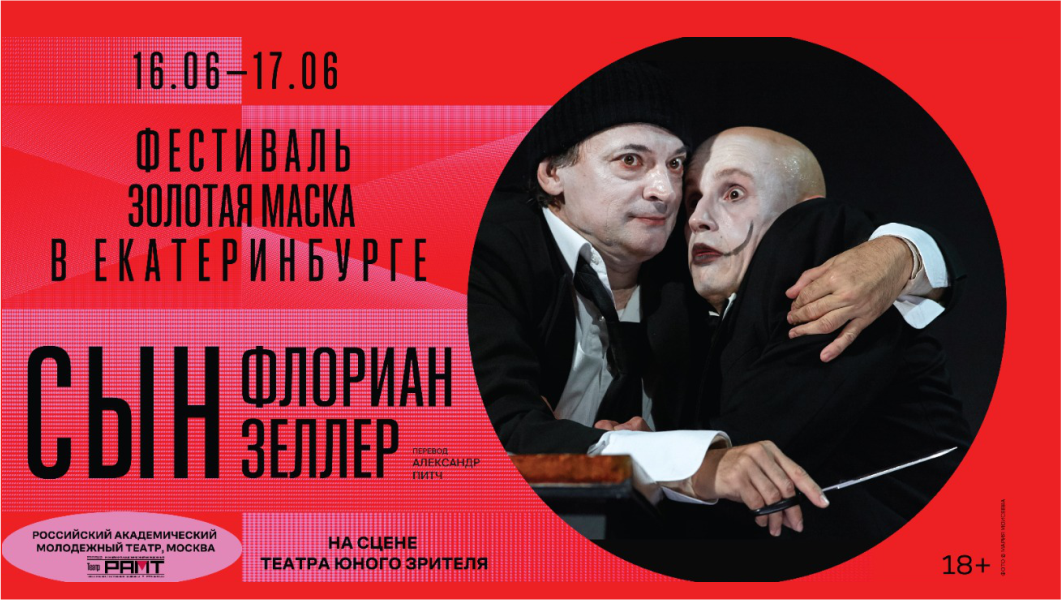 16.06–17.06
ФЕСТИВАЛЬ
ЗОЛОТАЯ МАСКА
В ЕКАТЕРИНБУРГЕ
СЫН
ФЛОРИАН
ЗЕЛЛЕР
ПЕРЕВОД
АЛЕКСАНДР
ПИТЧ
РОССИЙСКИЙ АКАДЕМИЧЕСКИЙ
МОЛОДЕЖНЫЙ ТЕАТР, МОСКВА
Театр РАМТ
НА СЦЕНЕ
ТЕАТРА ЮНОГО ЗРИТЕЛЯ
18+